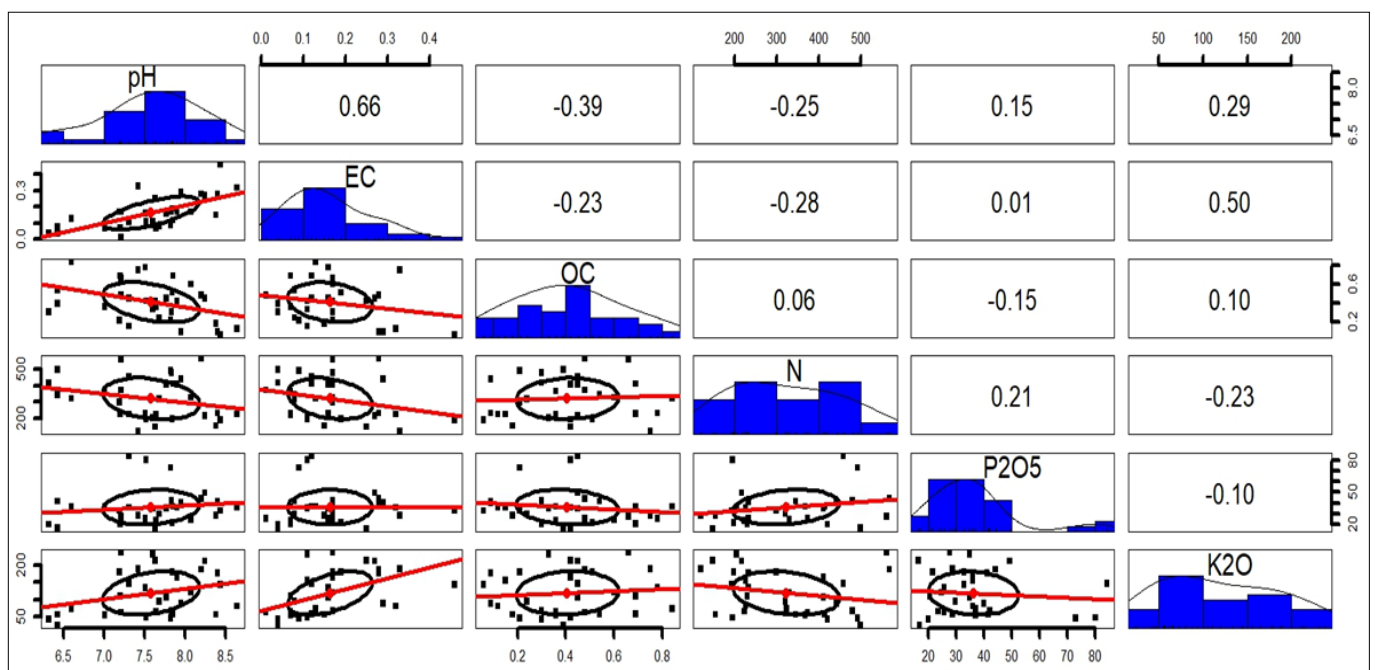 0.0 0.1 0.2 0.3 0.4 200 300 400 500 50 100 150 200
pH 0.66 -0.39 -0.25 0.15 0.29 6.5 8.0
0.0 0.3 EC -0.23 -0.28 0.01 0.50
OC 0.06 -0.15 0.10 0.2 0.6
200 500 N 0.21 -0.23
P2O5 -0.10 20 50 80
50 200 K2O
6.5 7.0 7.5 8.0 8.5 0.2 0.4 0.6 0.8 20 30 40 50 60 70 80